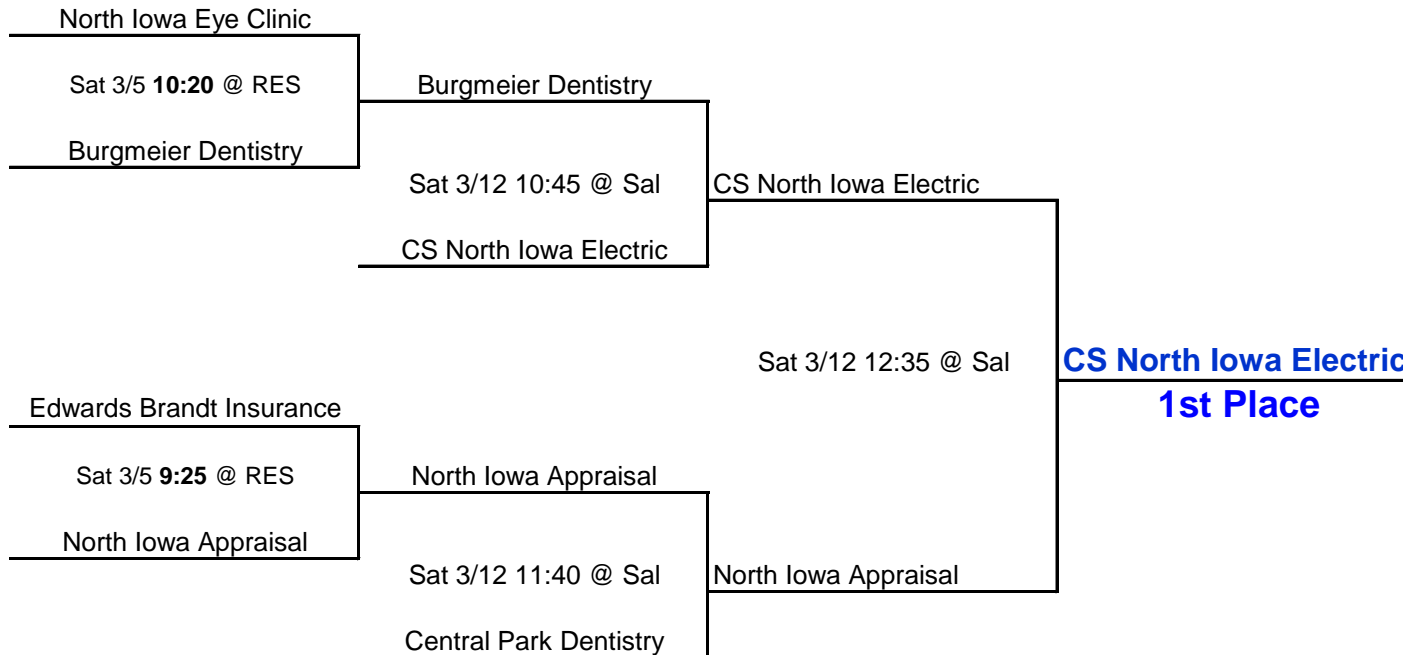 North Iowa Eye Clinic
Sat 3/5 10:20 @ RES
Burgmeier Dentistry
Burgmeier Dentistry
Sat 3/12 10:45 @ Sal
CS North Iowa Electric
CS North Iowa Electric
Sat 3/12 12:35 @ Sal
CS North Iowa Electric
1st Place
Edwards Brandt Insurance
Sat 3/5 9:25 @ RES
North Iowa Appraisal
North Iowa Appraisal
Sat 3/12 11:40 @ Sal
North Iowa Appraisal
Central Park Dentistry